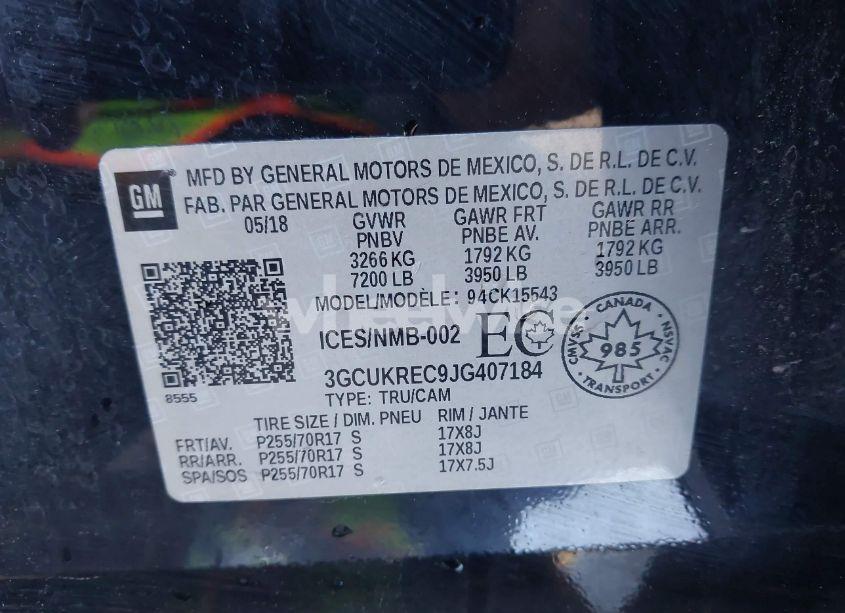 GM
MFD BY GENERAL MOTORS DE MEXICO, S. DE R.L. DE C.V.
FAB. PAR GENERAL MOTORS DE MEXICO, S. DE R.L. DE C.V.
05/18 GVWR GAWR FRT GAWR RR
PNBV PNBE AV. PNBE ARR.
3266 KG 1792 KG 1792 KG
7200 LB 3950 LB 3950 LB
MODEL/MODÈLE: 94CK15543
ICES/NMB-002 EC
CANADA
CMVSS NSVAC
985
TRANSPORT
3GCUKREC9JG407184
8555
TYPE: TRU/CAM
TIRE SIZE / DIM. PNEU RIM / JANTE
FRT/AV. P255/70R17 S 17X8J
RR/ARR. P255/70R17 S 17X8J
SPA/SOS P255/70R17 S 17X7.5J